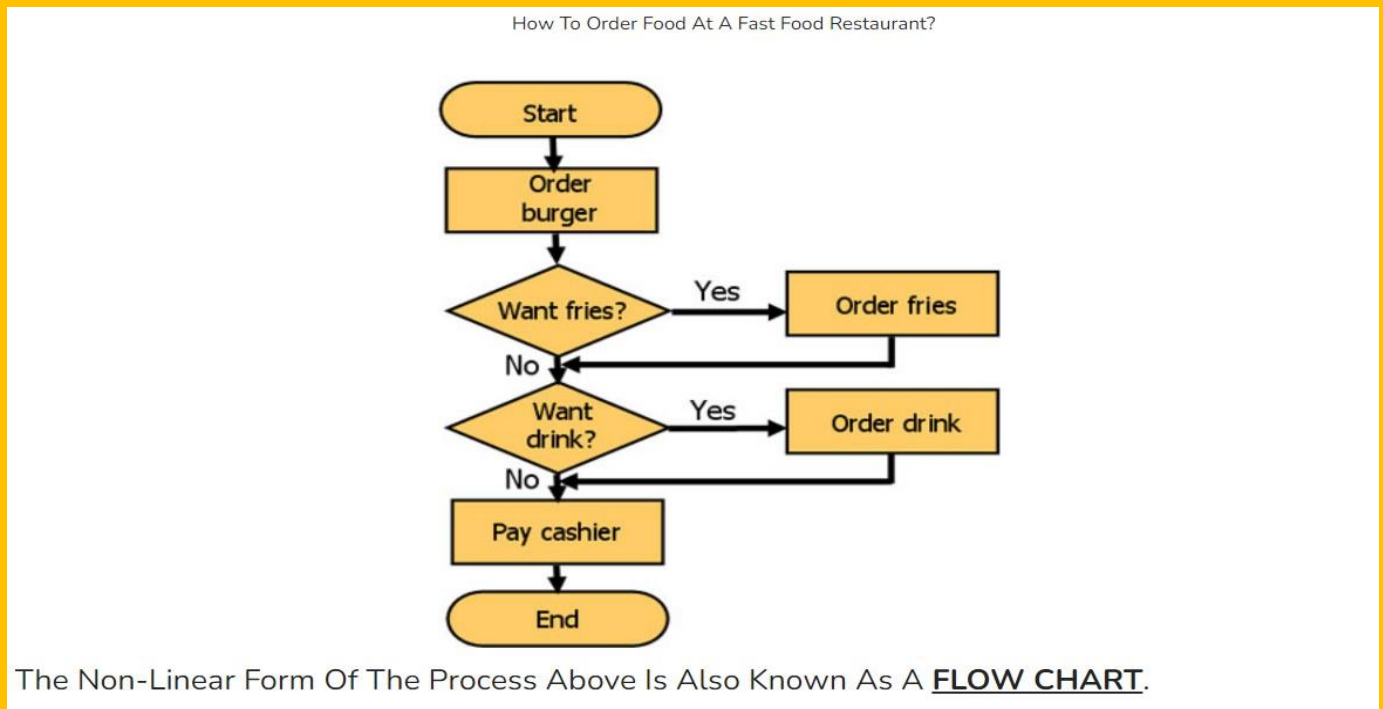 How To Order Food At A Fast Food Restaurant?
Start
Order
burger
Want fries?
Yes
Order fries
No
Want
drink?
Yes
Order drink
No
Pay cashier
End
The Non-Linear Form Of The Process Above Is Also Known As A FLOW CHART.